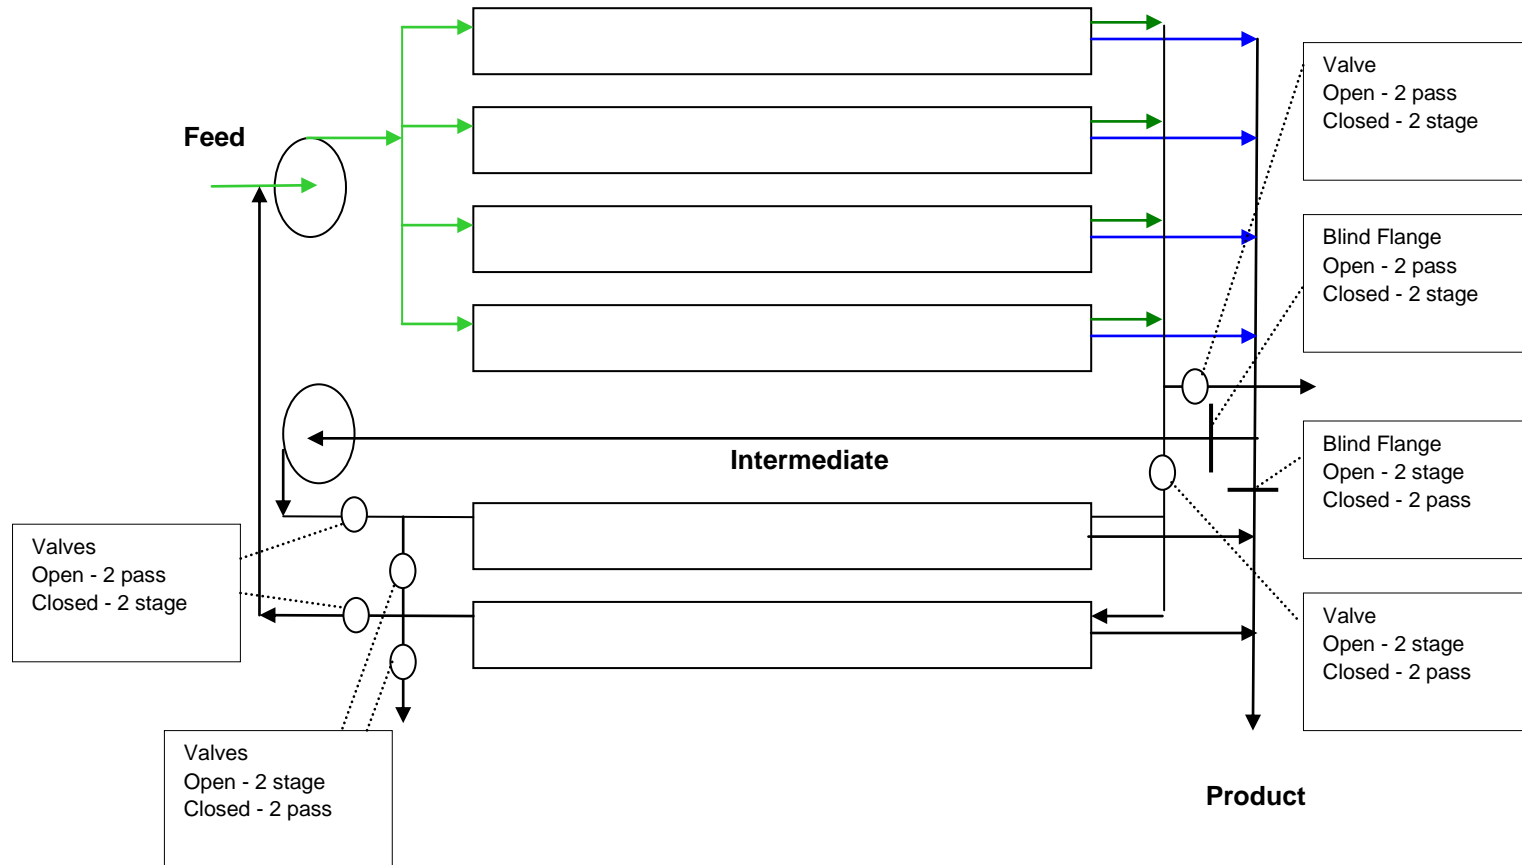 Feed
Valve
Open - 2 pass
Closed - 2 stage
Blind Flange
Open - 2 pass
Closed - 2 stage
Intermediate
Blind Flange
Open - 2 stage
Closed - 2 pass
Valves
Open - 2 pass
Closed - 2 stage
Valve
Open - 2 stage
Closed - 2 pass
Valves
Open - 2 stage
Closed - 2 pass
Product